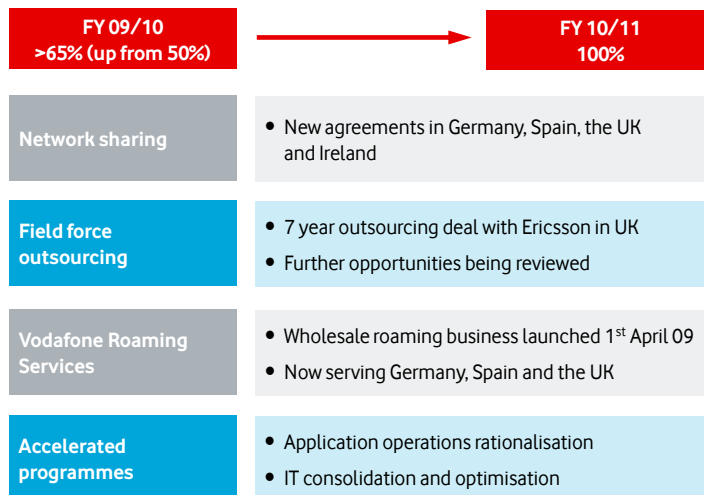 FY 09/10
>65% (up from 50%)
FY 10/11
100%
Network sharing
• New agreements in Germany, Spain, the UK
and Ireland
Field force
outsourcing
• 7 year outsourcing deal with Ericsson in UK
• Further opportunities being reviewed
Vodafone Roaming
Services
• Wholesale roaming business launched 1st April 09
• Now serving Germany, Spain and the UK
Accelerated
programmes
• Application operations rationalisation
• IT consolidation and optimisation